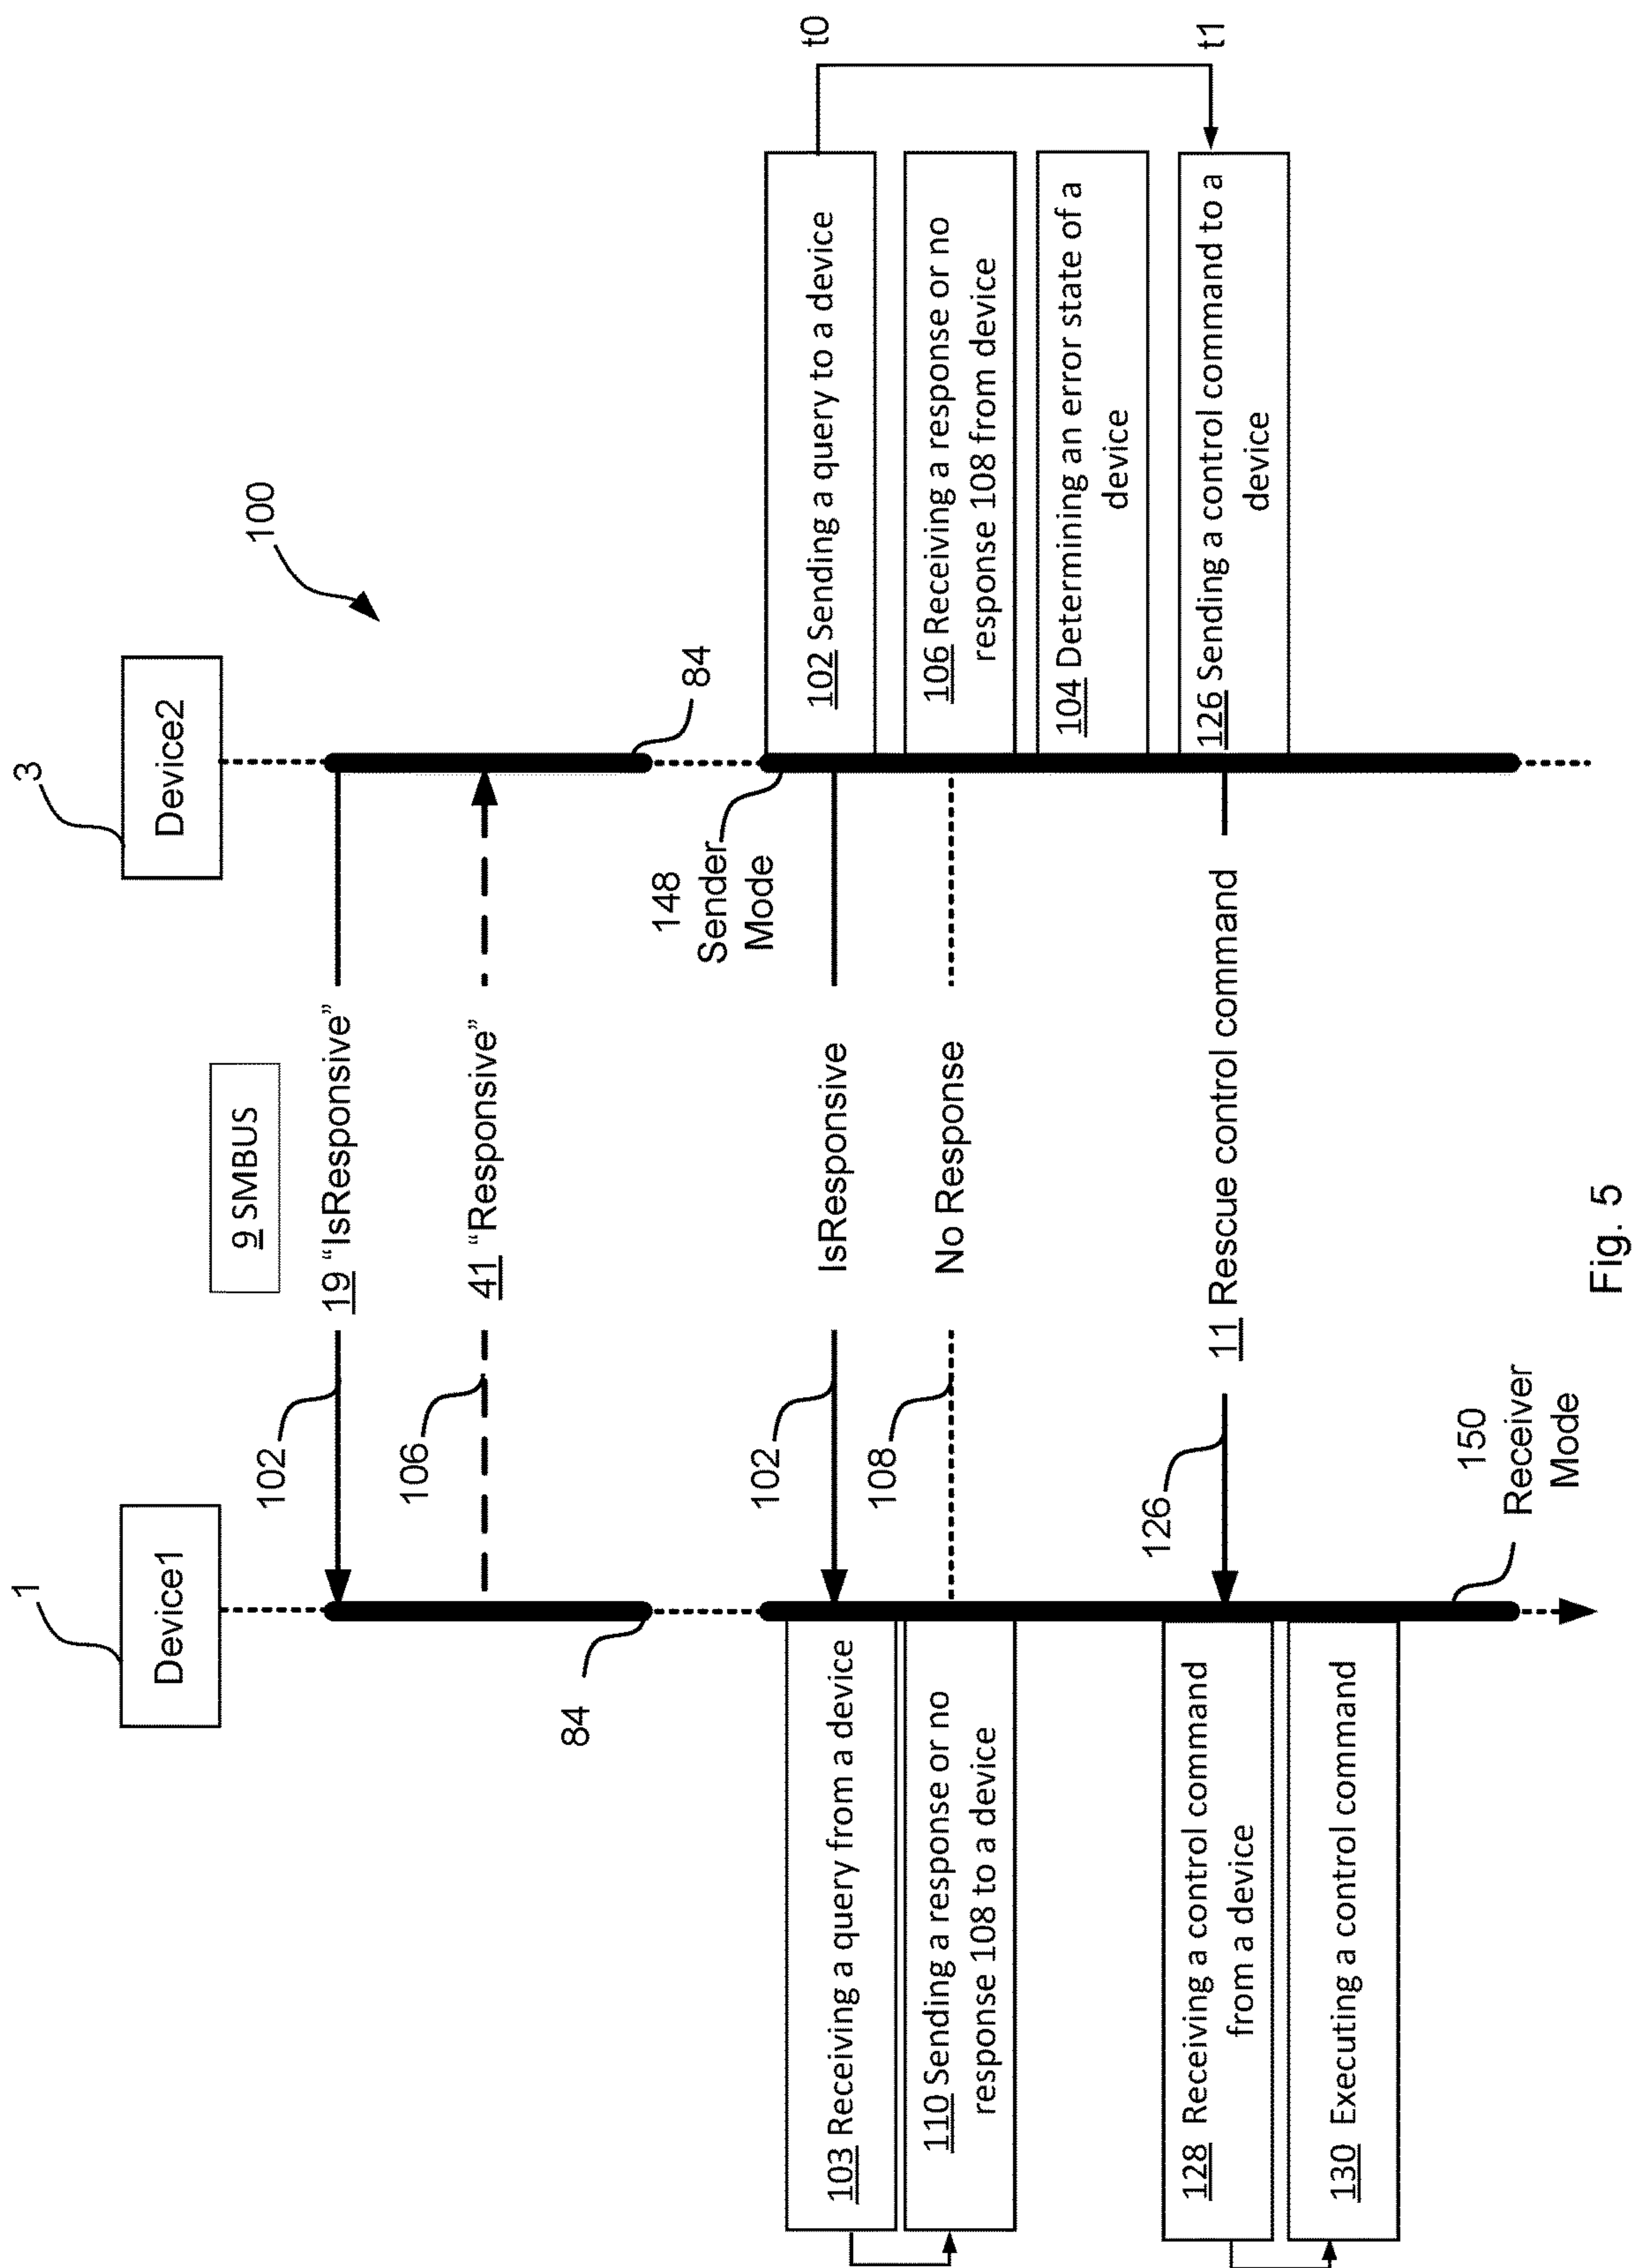 1
Device1
3
Device2
100
9 SMBUS
102
19 "IsResponsive"
106
41 "Responsive"
84
84
148
Sender
Mode
102
IsResponsive
108
No Response
126
11 Rescue control command
150
Receiver
Mode
103 Receiving a query from a device
110 Sending a response or no
response 108 to a device
128 Receiving a control command
from a device
130 Executing a control command
102 Sending a query to a device
106 Receiving a response or no
response 108 from device
104 Determining an error state of a
device
126 Sending a control command to a
device
t0
t1
Fig. 5